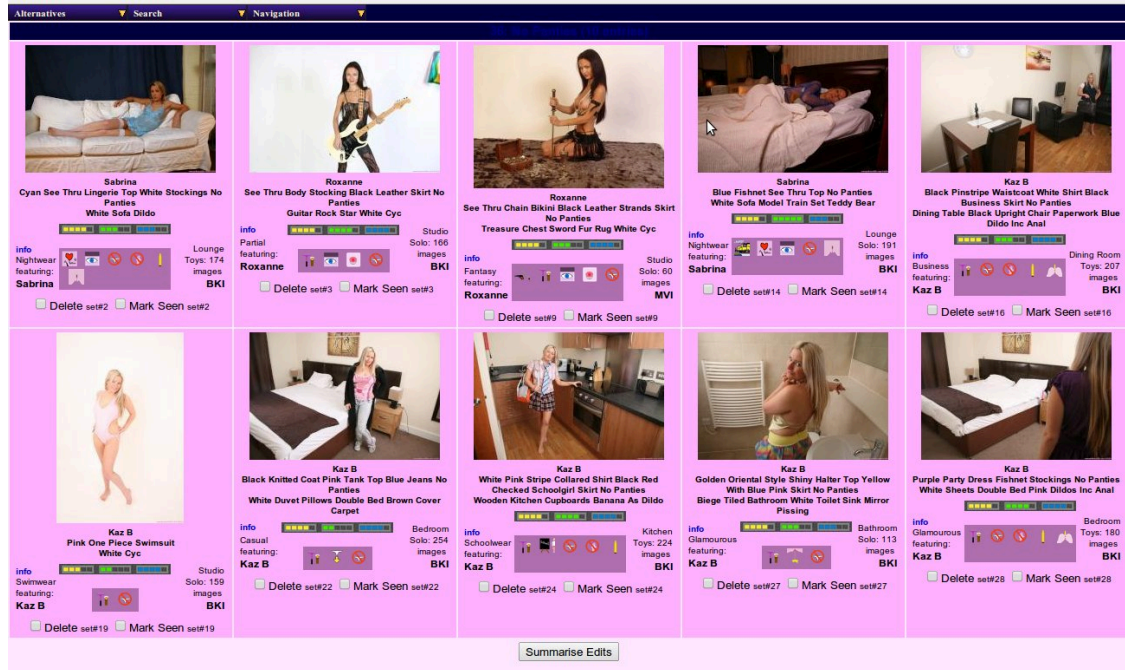 Alternatives
Search
Navigation
Sabrina
Cyan See Thru Lingerie Top White Stockings No
Panties
White Sofa Dildo
info
Nightwear
featuring:
Sabrina
Lounge
Toys: 174
images
BKI
Delete set#2 Mark Seen set#2
Roxanne
See Thru Body Stocking Black Leather Skirt No
Panties
Guitar Rock Star White Cyc
info
Partial
featuring:
Roxanne
Studio
Solo: 166
images
BKI
Delete set#3 Mark Seen set#3
Roxanne
See Thru Chain Bikini Black Leather Strands Skirt
No Panties
Treasure Chest Sword Fur Rug White Cyc
info
Fantasy
featuring:
Roxanne
Studio
Solo: 60
images
MVI
Delete set#9 Mark Seen set#9
Sabrina
Blue Fishnet See Thru Top No Panties
White Sofa Model Train Set Teddy Bear
info
Nightwear
featuring:
Sabrina
Lounge
Solo: 191
images
BKI
Delete set#14 Mark Seen set#14
Kaz B
Black Pinstripe Waistcoat White Shirt Black
Business Skirt No Panties
Dining Table Black Upright Chair Paperwork Blue
Dildo Inc Anal
info
Business
featuring:
Kaz B
Dining Room
Toys: 207
images
BKI
Delete set#16 Mark Seen set#16
Kaz B
Pink One Piece Swimsuit
White Cyc
info
Swimwear
featuring:
Kaz B
Studio
Solo: 159
images
BKI
Delete set#19 Mark Seen set#19
Kaz B
Black Knitted Coat Pink Tank Top Blue Jeans No
Panties
White Duvet Pillows Double Bed Brown Cover
Carpet
info
Casual
featuring:
Kaz B
Bedroom
Solo: 254
images
BKI
Delete set#22 Mark Seen set#22
Kaz B
White Pink Stripe Collared Shirt Black Red
Checked Schoolgirl Skirt No Panties
Wooden Kitchen Cupboards Banana As Dildo
info
Schoolwear
featuring:
Kaz B
Kitchen
Toys: 224
images
BKI
Delete set#24 Mark Seen set#24
Kaz B
Golden Oriental Style Shiny Halter Top Yellow
With Blue Pink Skirt No Panties
Biege Tiled Bathroom White Toilet Sink Mirror
Pissing
info
Glamourous
featuring:
Kaz B
Bathroom
Solo: 113
images
BKI
Delete set#27 Mark Seen set#27
Kaz B
Purple Party Dress Fishnet Stockings No Panties
White Sheets Double Bed Pink Dildos Inc Anal
info
Glamourous
featuring:
Kaz B
Bedroom
Toys: 180
images
BKI
Delete set#28 Mark Seen set#28
Summarise Edits